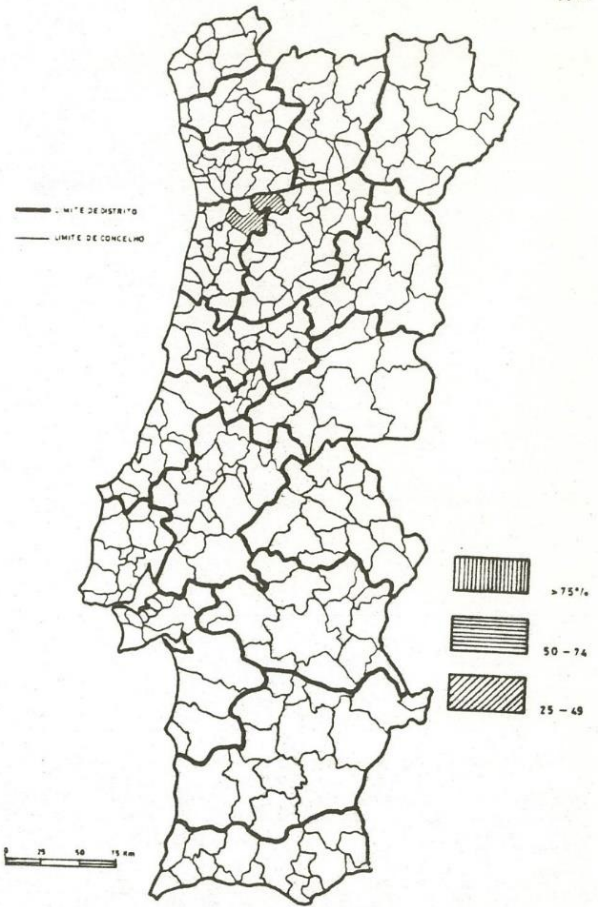 LIMITE DE DISTRITO
LIMITE DE CONCELHO
>75%
50 – 74
25 – 49
0 25 50 75 Km